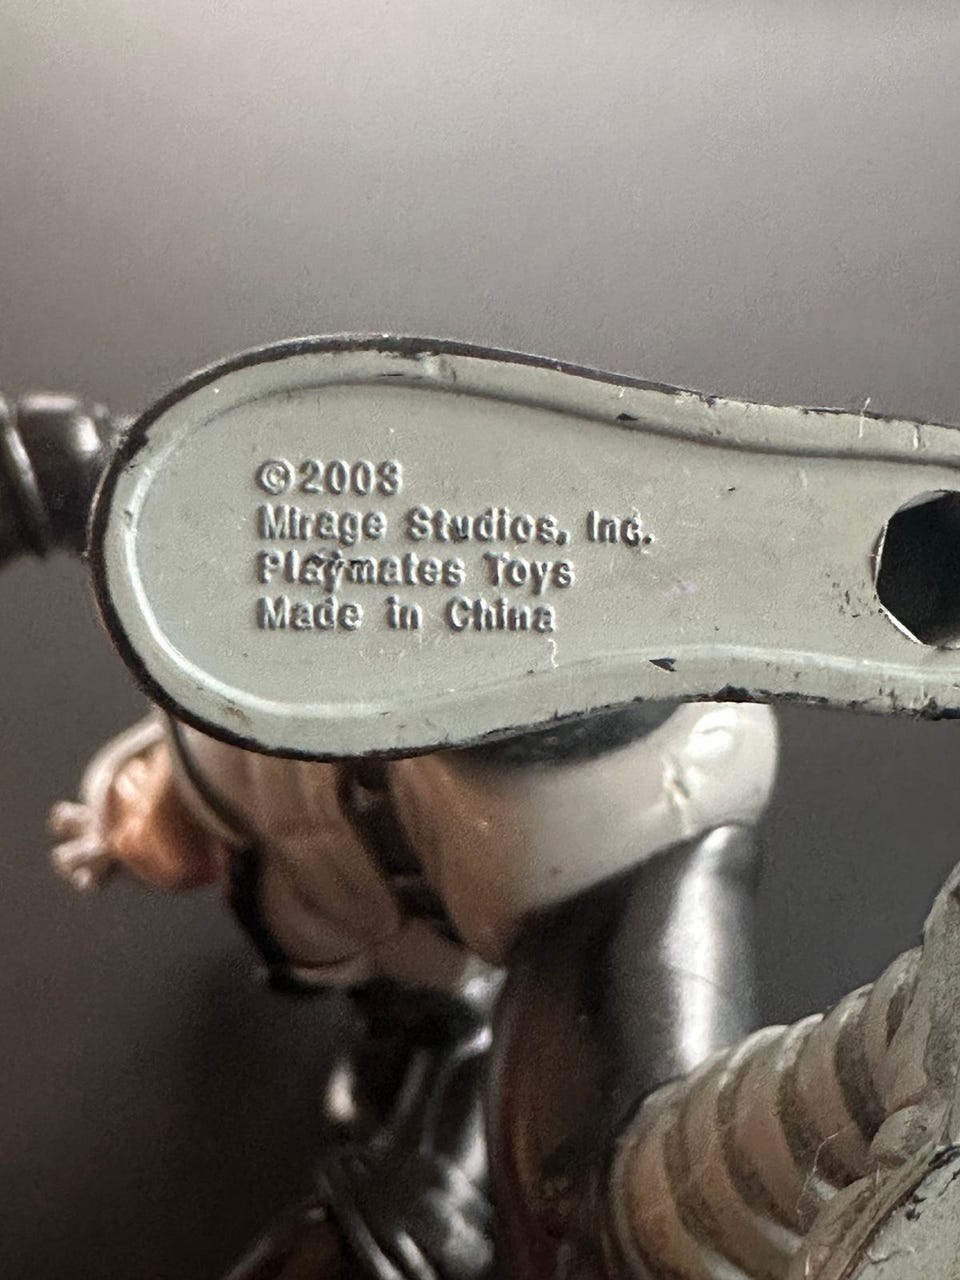 ©2003
Mirage Studios, Inc.
Playmates Toys
Made in China